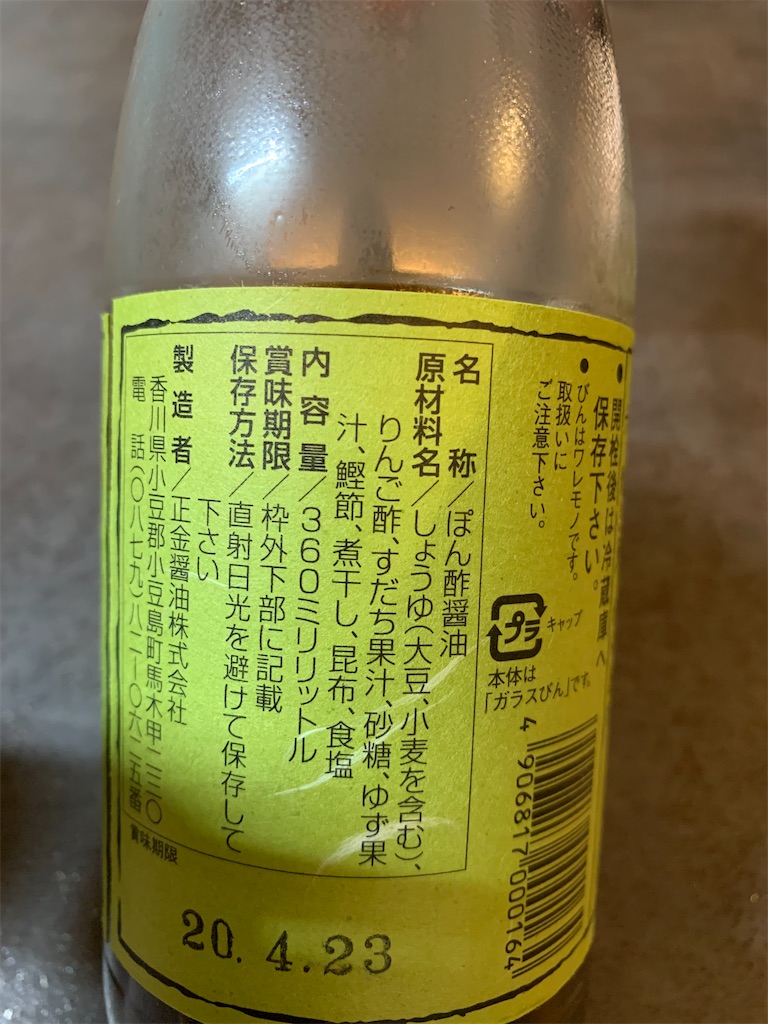 開栓後は冷蔵庫へ
保存下さい。
●びんはワレモノです。
取扱いに
ご注意下さい。
プラ
キャップ
本体は
「ガラスびん」です。
4 906817 000164
名称/ぽん酢醤油
原材料名/しょうゆ(大豆、小麦を含む)、
りんご酢、すだち果汁、砂糖、ゆず果
汁、鰹節、煮干し、昆布、食塩
内容量/360ミリリットル
賞味期限/枠外下部に記載
保存方法/直射日光を避けて保存して
下さい
製造者/正金醤油株式会社
香川県小豆郡小豆島町馬木甲二三〇
電話(〇八七九)八二-〇六二五番
賞味期限
20.4.23